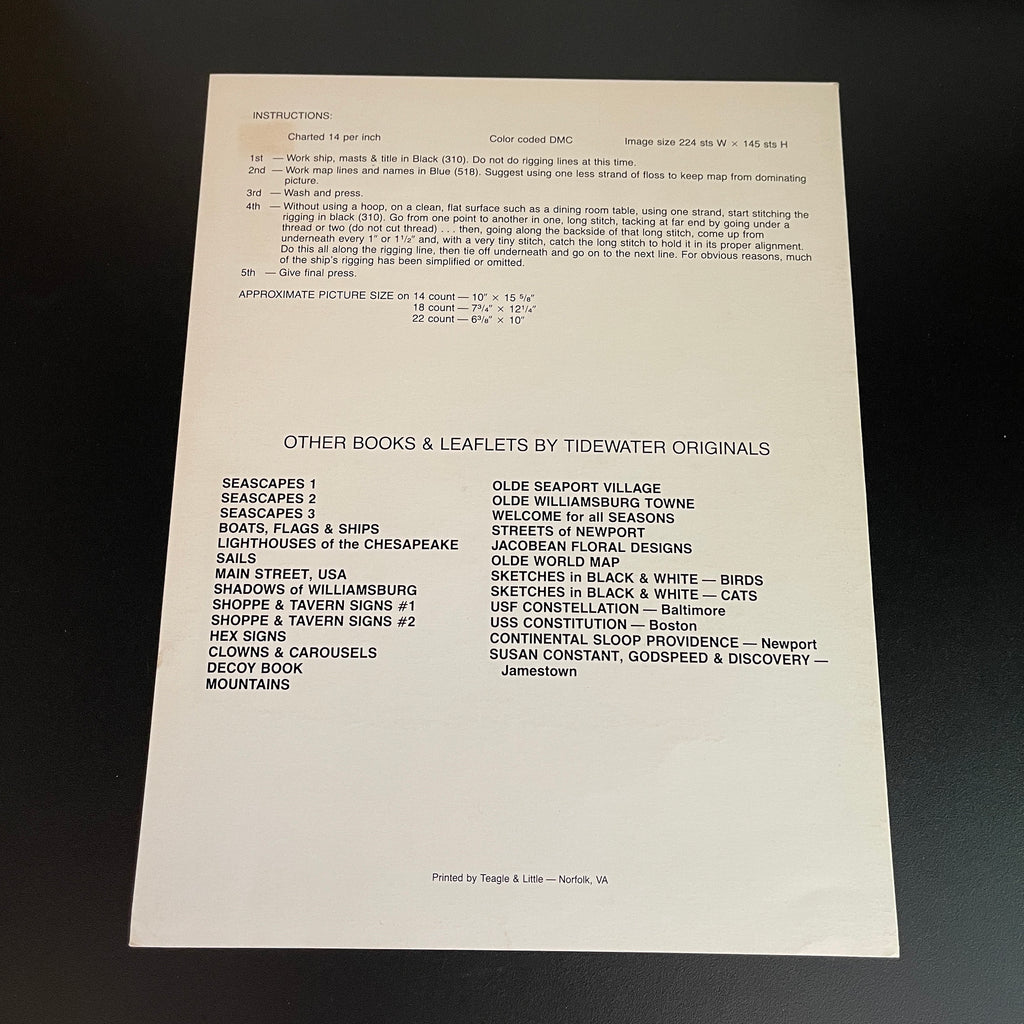 INSTRUCTIONS:
Charted 14 per inch Color coded DMC Image size 224 sts W × 145 sts H
1st — Work ship, masts & title in Black (310). Do not do rigging lines at this time.
2nd — Work map lines and names in Blue (518). Suggest using one less strand of floss to keep map from dominating
picture.
3rd — Wash and press.
4th — Without using a hoop, on a clean, flat surface such as a dining room table, using one strand, start stitching the
rigging in black (310). Go from one point to another in one, long stitch, tacking at far end by going under a
thread or two (do not cut thread) . . . then, going along the backside of that long stitch, come up from
underneath every 1" or 1 1/2" and, with a very tiny stitch, catch the long stitch to hold it in its proper alignment.
Do this all along the rigging line, then tie off underneath and go on to the next line. For obvious reasons, much
of the ship's rigging has been simplified or omitted.
5th — Give final press.
APPROXIMATE PICTURE SIZE on 14 count — 10" × 15 5/8"
18 count — 7 3/4" × 12 1/4"
22 count — 6 3/8" × 10"
OTHER BOOKS & LEAFLETS BY TIDEWATER ORIGINALS
SEASCAPES 1
SEASCAPES 2
SEASCAPES 3
BOATS, FLAGS & SHIPS
LIGHTHOUSES of the CHESAPEAKE
SAILS
MAIN STREET, USA
SHADOWS of WILLIAMSBURG
SHOPPE & TAVERN SIGNS #1
SHOPPE & TAVERN SIGNS #2
HEX SIGNS
CLOWNS & CAROUSELS
DECOY BOOK
MOUNTAINS
OLDE SEAPORT VILLAGE
OLDE WILLIAMSBURG TOWNE
WELCOME for all SEASONS
STREETS of NEWPORT
JACOBEAN FLORAL DESIGNS
OLDE WORLD MAP
SKETCHES in BLACK & WHITE — BIRDS
SKETCHES in BLACK & WHITE — CATS
USF CONSTELLATION — Baltimore
USS CONSTITUTION — Boston
CONTINENTAL SLOOP PROVIDENCE — Newport
SUSAN CONSTANT, GODSPEED & DISCOVERY —
Jamestown
Printed by Teagle & Little — Norfolk, VA